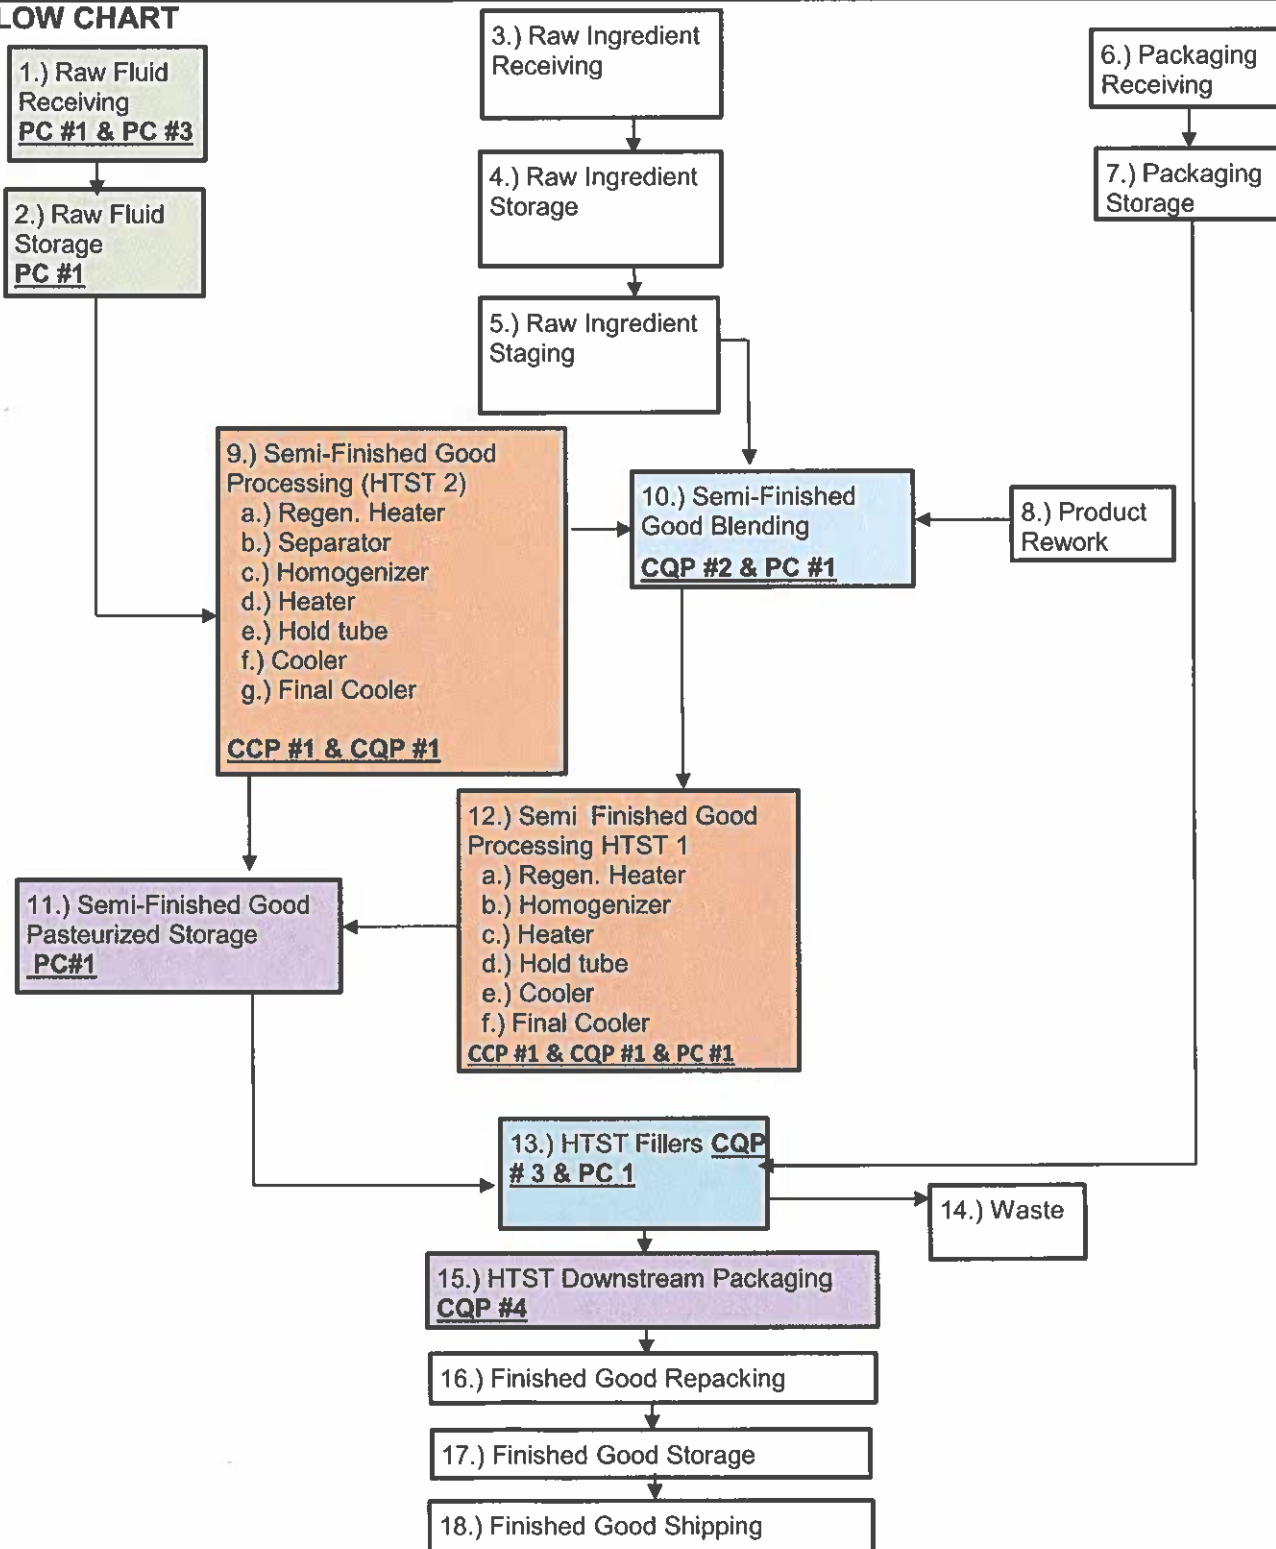 LOW CHART
1.) Raw Fluid
Receiving
PC #1 & PC #3
2.) Raw Fluid
Storage
PC #1
3.) Raw Ingredient
Receiving
4.) Raw Ingredient
Storage
5.) Raw Ingredient
Staging
6.) Packaging
Receiving
7.) Packaging
Storage
9.) Semi-Finished Good
Processing (HTST 2)
a.) Regen. Heater
b.) Separator
c.) Homogenizer
d.) Heater
e.) Hold tube
f.) Cooler
g.) Final Cooler
CCP #1 & CQP #1
10.) Semi-Finished
Good Blending
CQP #2 & PC #1
8.) Product
Rework
11.) Semi-Finished Good
Pasteurized Storage
PC#1
12.) Semi Finished Good
Processing HTST 1
a.) Regen. Heater
b.) Homogenizer
c.) Heater
d.) Hold tube
e.) Cooler
f.) Final Cooler
CCP #1 & CQP #1 & PC #1
13.) HTST Fillers CQP
# 3 & PC 1
14.) Waste
15.) HTST Downstream Packaging
CQP #4
16.) Finished Good Repacking
17.) Finished Good Storage
18.) Finished Good Shipping